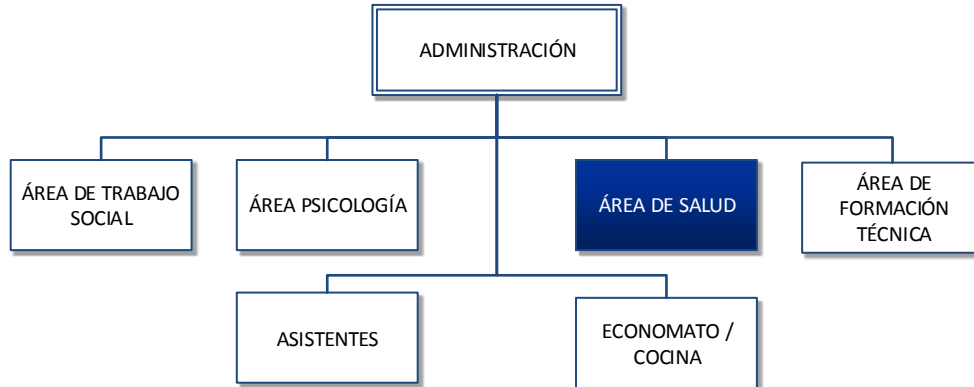 ADMINISTRACIÓN
ÁREA DE TRABAJO
SOCIAL
ÁREA PSICOLOGÍA
ÁREA DE SALUD
ÁREA DE
FORMACIÓN
TÉCNICA
ASISTENTES
ECONOMATO /
COCINA